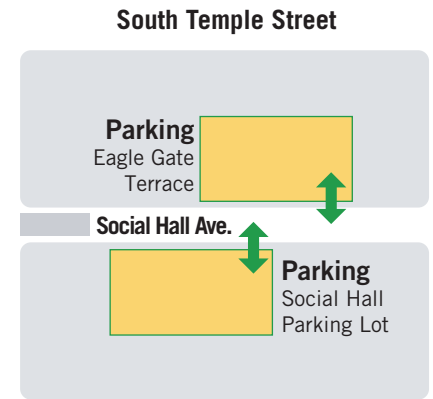 South Temple Street
Parking
Eagle Gate
Terrace
Social Hall Ave.
Parking
Social Hall
Parking Lot